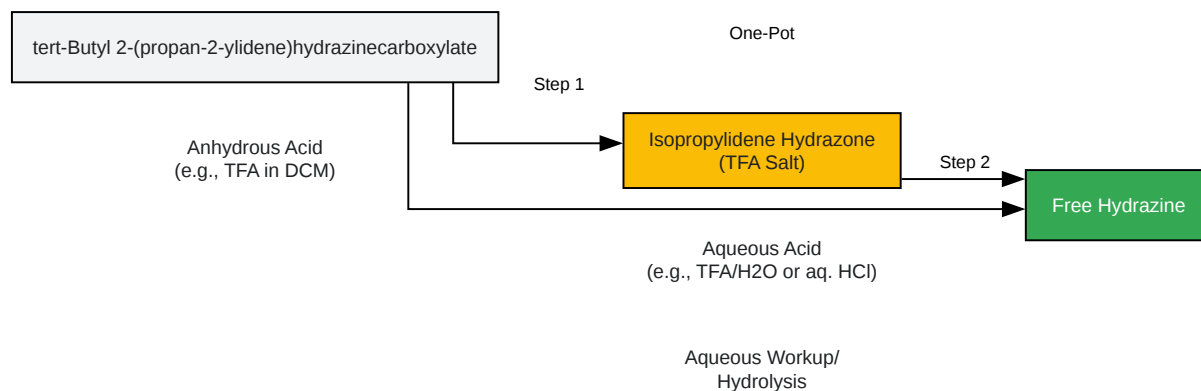 tert-Butyl 2-(propan-2-ylidene)hydrazinecarboxylate
One-Pot
Step 1
Anhydrous Acid
(e.g., TFA in DCM)
Isopropylidene Hydrazone
(TFA Salt)
Step 2
Free Hydrazine
Aqueous Acid
(e.g., TFA/H2O or aq. HCl)
Aqueous Workup/
Hydrolysis